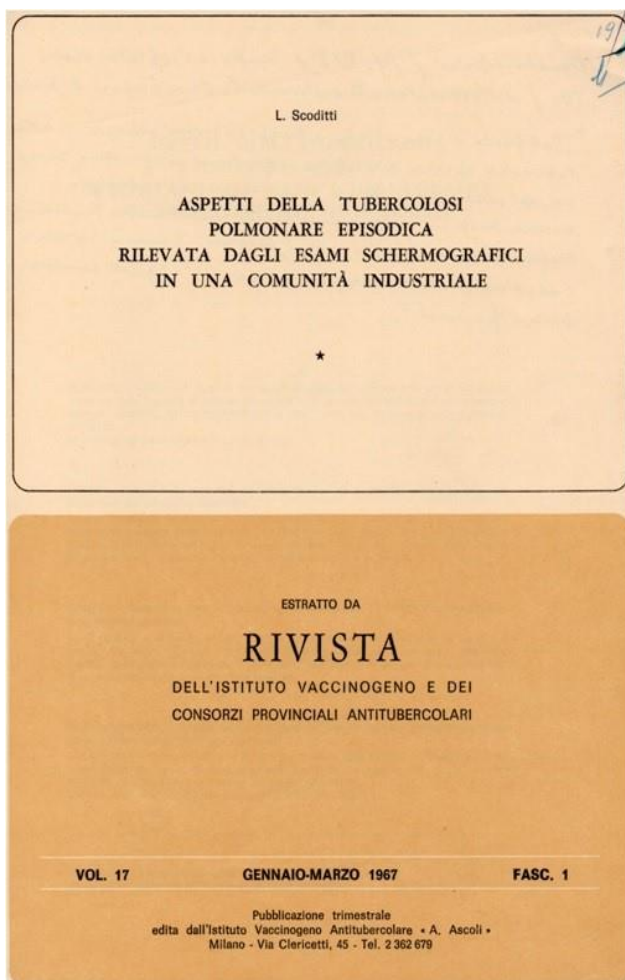 19/
L. Scoditti
ASPETTI DELLA TUBERCOLOSI
POLMONARE EPISODICA
RILEVATA DAGLI ESAMI SCHERMOGRAFICI
IN UNA COMUNITÀ INDUSTRIALE
★
ESTRATTO DA
RIVISTA
DELL'ISTITUTO VACCINOGENO E DEI
CONSORZI PROVINCIALI ANTITUBERCOLARI
VOL. 17 GENNAIO-MARZO 1967 FASC. 1
Pubblicazione trimestrale
edita dall'Istituto Vaccinogeno Antitubercolare « A. Ascoli »
Milano - Via Clericetti, 45 - Tel. 2 362 679